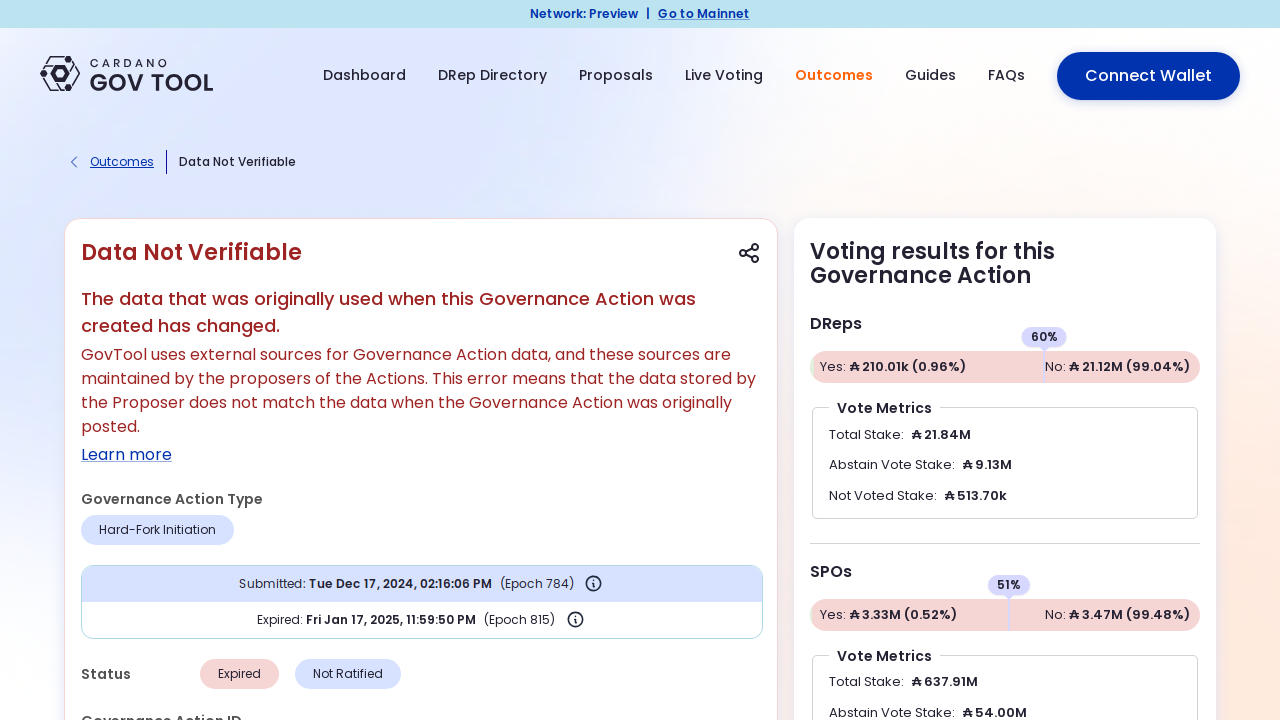 Network: Preview | Go to Mainnet
CARDANO
GOV TOOL
Dashboard DRep Directory Proposals Live Voting Outcomes Guides FAQs Connect Wallet
Outcomes Data Not Verifiable
Data Not Verifiable
The data that was originally used when this Governance Action was
created has changed.
GovTool uses external sources for Governance Action data, and these sources are
maintained by the proposers of the Actions. This error means that the data stored by
the Proposer does not match the data when the Governance Action was originally
posted.
Learn more
Governance Action Type
Hard-Fork Initiation
Submitted: Tue Dec 17, 2024, 02:16:06 PM (Epoch 784)
Expired: Fri Jan 17, 2025, 11:59:50 PM (Epoch 815)
Status Expired Not Ratified
Governance Action ID
Voting results for this
Governance Action
DReps
60%
Yes: ₳ 210.01k (0.96%) No: ₳ 21.12M (99.04%)
Vote Metrics
Total Stake: ₳ 21.84M
Abstain Vote Stake: ₳ 9.13M
Not Voted Stake: ₳ 513.70k
SPOs
51%
Yes: ₳ 3.33M (0.52%) No: ₳ 3.47M (99.48%)
Vote Metrics
Total Stake: ₳ 637.91M
Abstain Vote Stake: ₳ 54.00M